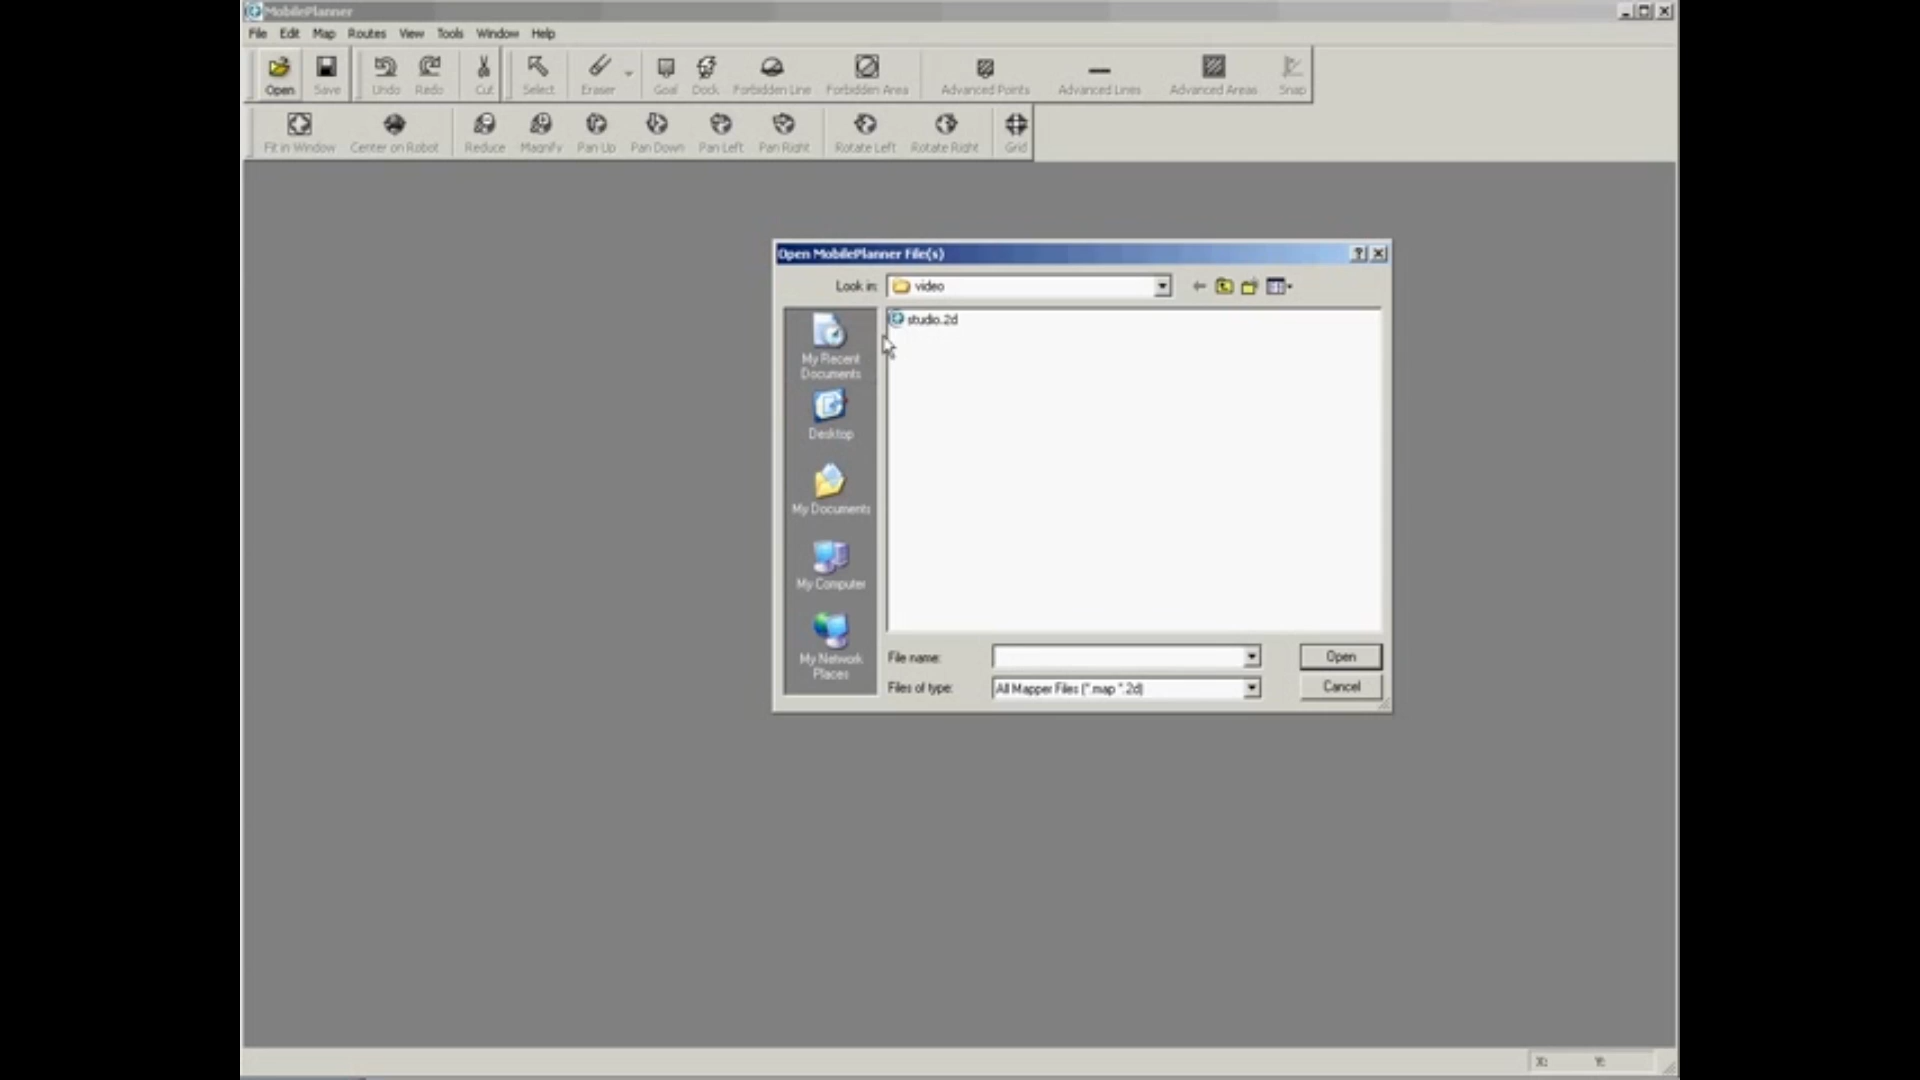 MobilePlanner
File Edit Map Routes View Tools Window Help
Open Save Undo Redo Cut Select Eraser Goal Dock Forbidden Line Forbidden Area Advanced Points Advanced Lines Advanced Areas Snap
Fit in Window Center on Robot Reduce Magnify Pan Up Pan Down Pan Left Pan Right Rotate Left Rotate Right Grid
Open MobilePlanner File(s)
Look in: video
studio.2d
My Recent
Documents
Desktop
My Documents
My Computer
My Network
Places
File name: Open
Files of type: All Mapper Files (*.map *.2d) Cancel
X: Y: